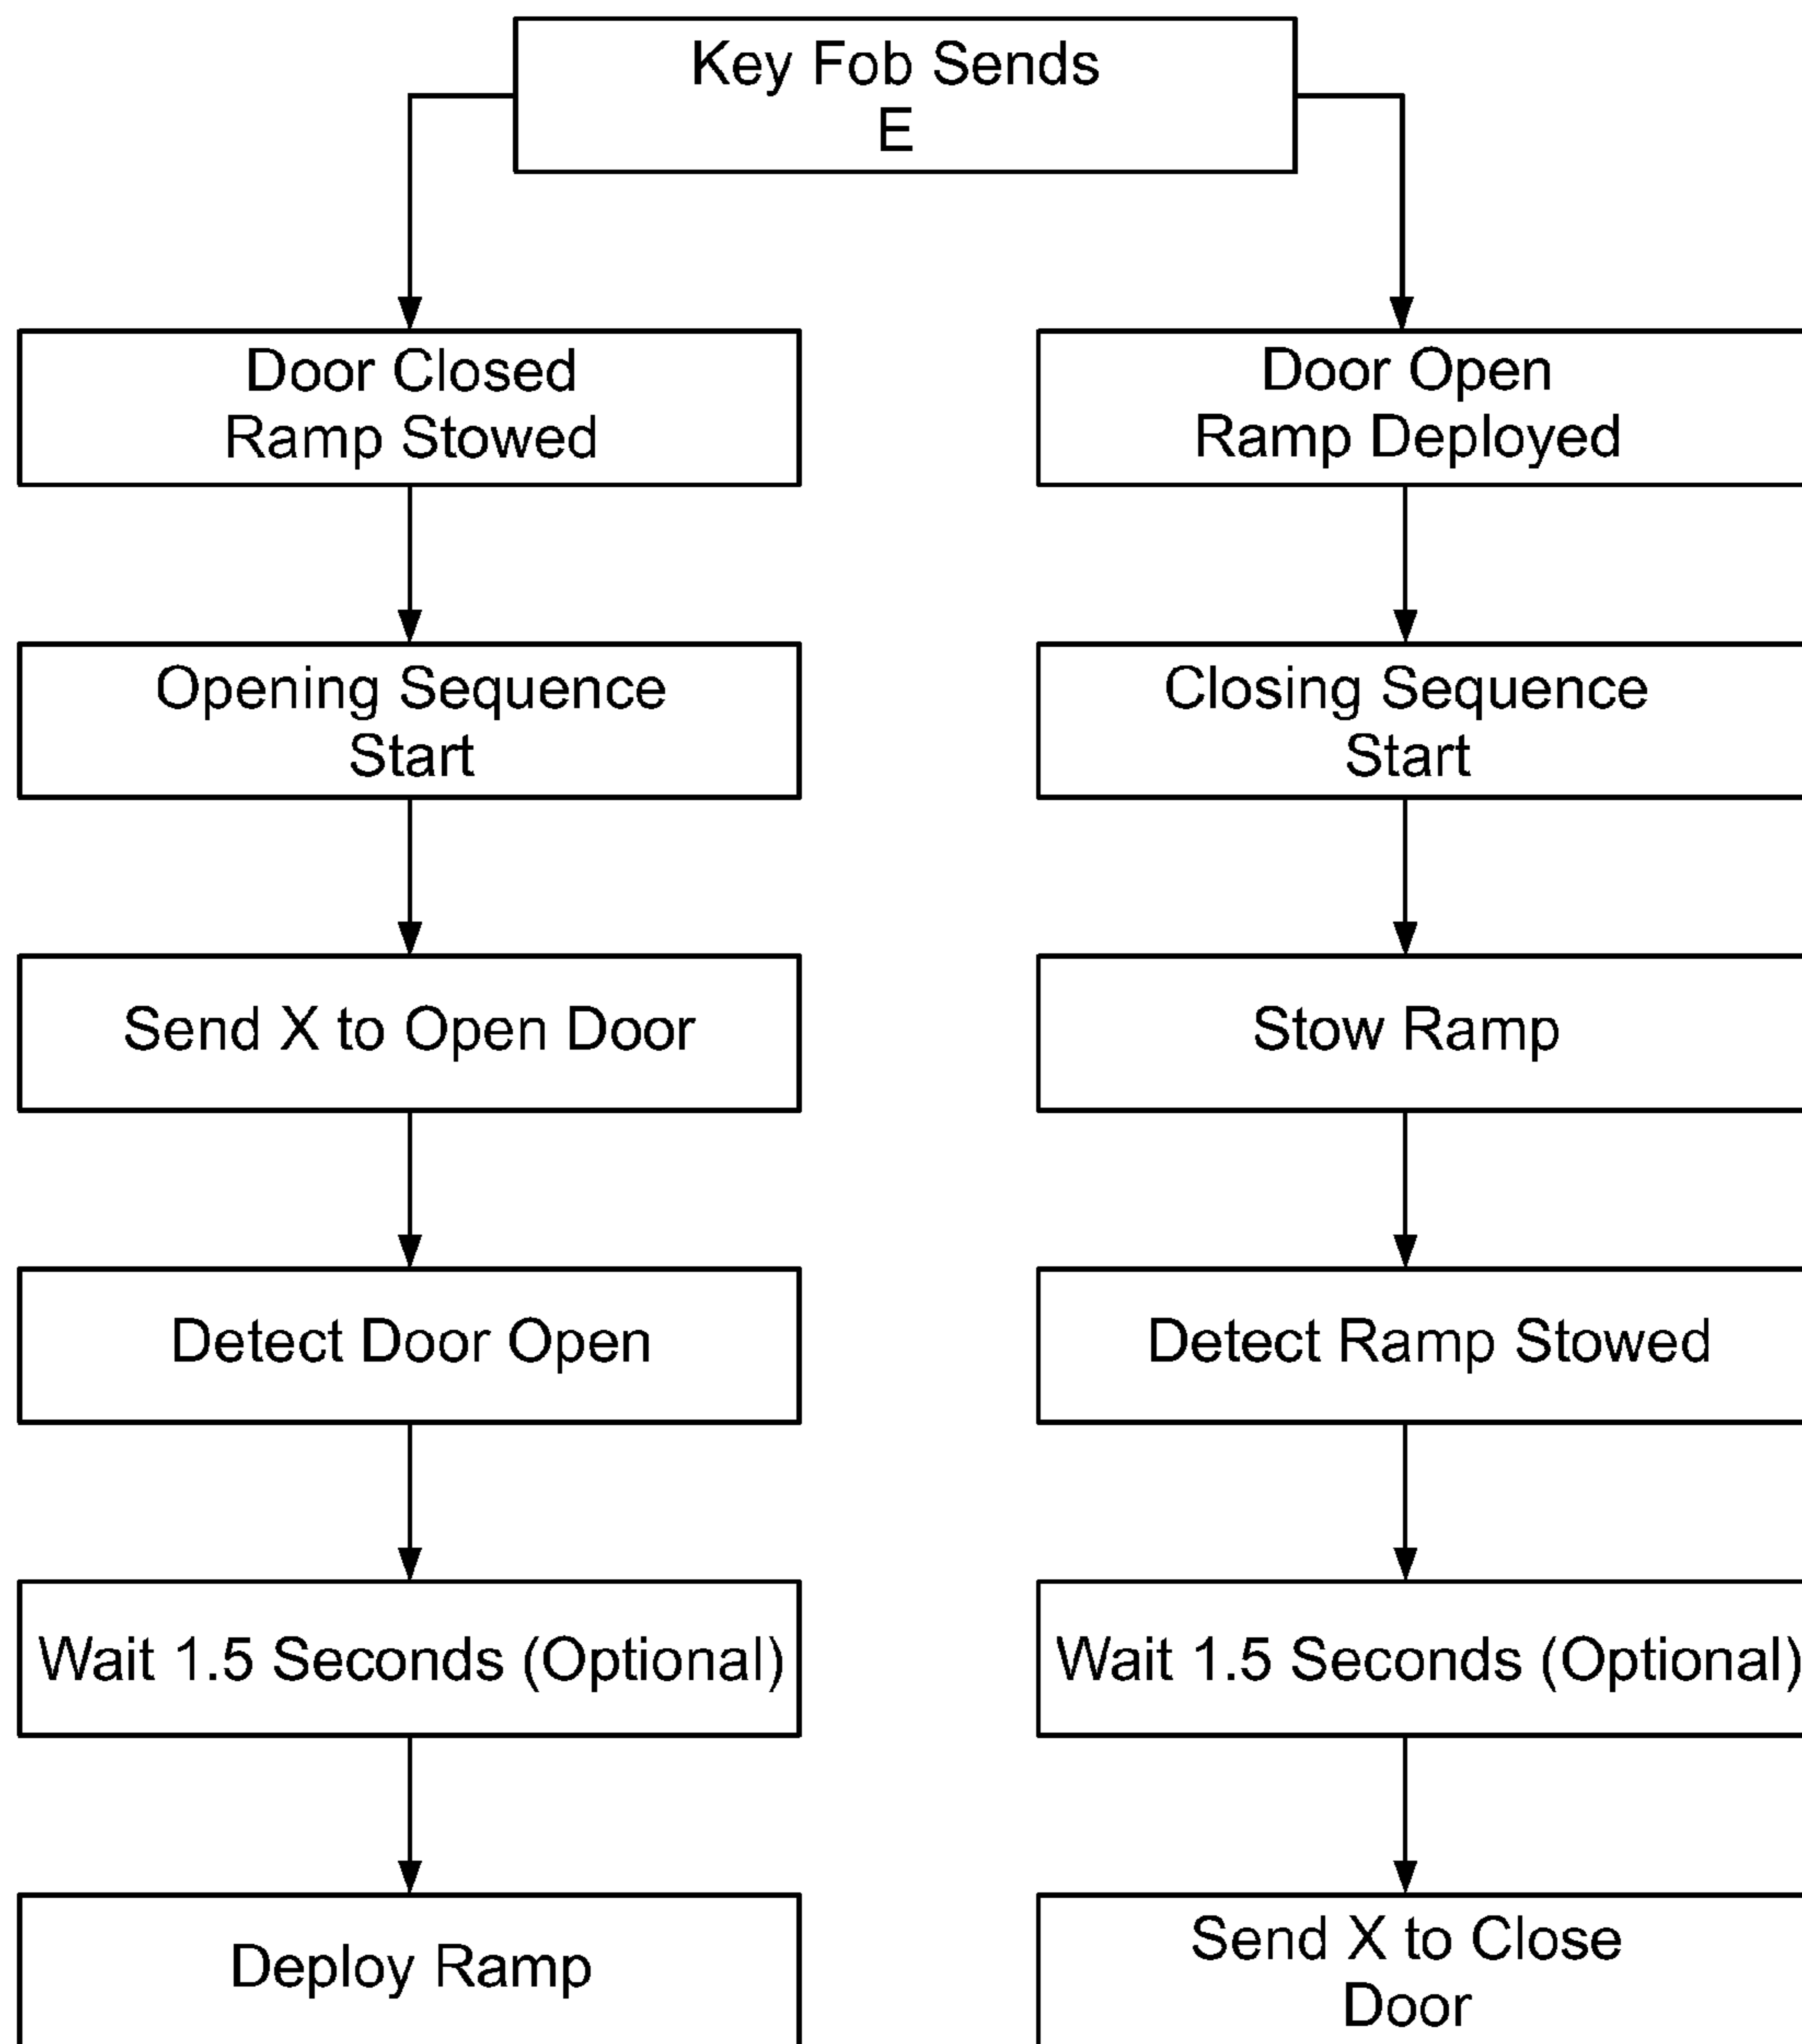 Key Fob Sends
E
Door Closed
Ramp Stowed
Door Open
Ramp Deployed
Opening Sequence
Start
Closing Sequence
Start
Send X to Open Door
Stow Ramp
Detect Door Open
Detect Ramp Stowed
Wait 1.5 Seconds (Optional)
Wait 1.5 Seconds (Optional)
Deploy Ramp
Send X to Close
Door